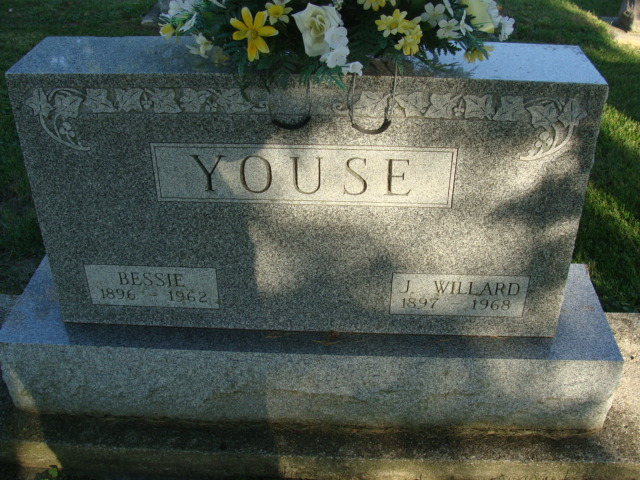 YOUSE
BESSIE
1896 - 1962
J. WILLARD
1897 1968